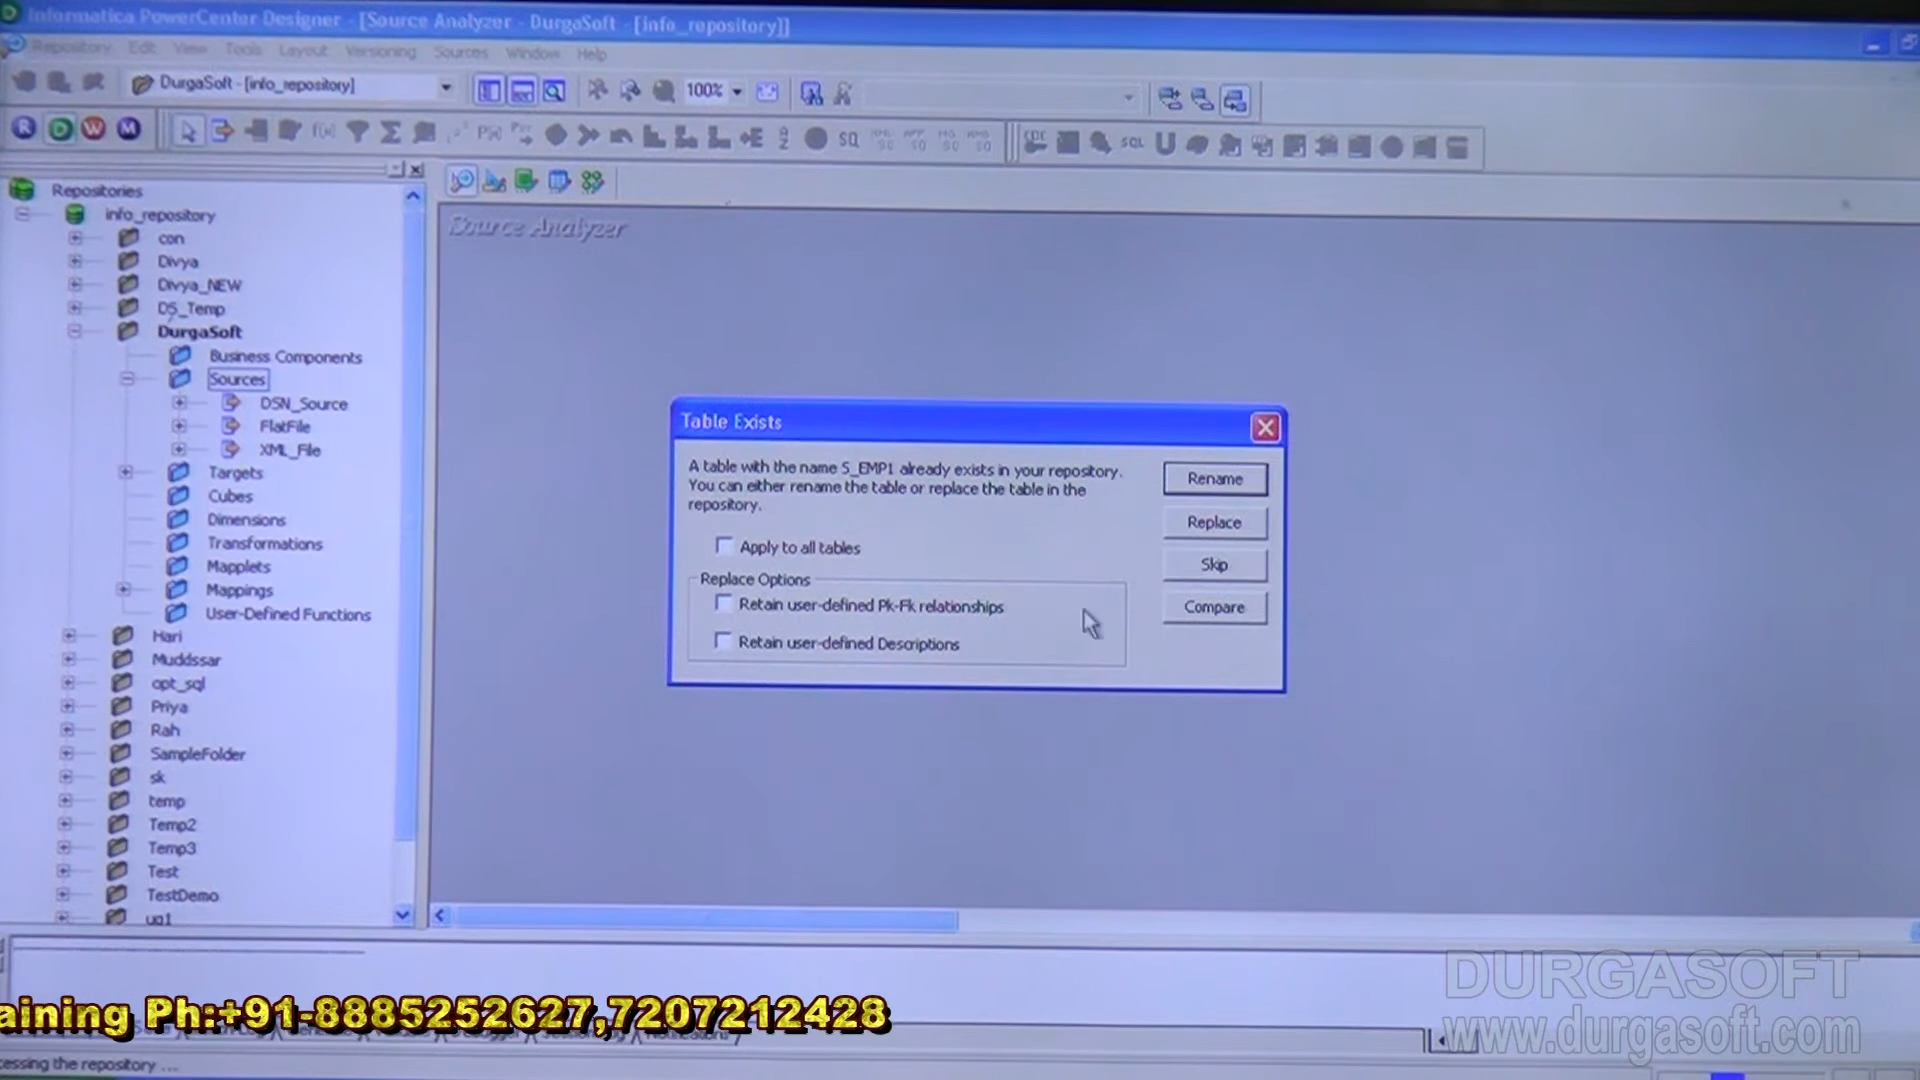 Informatica PowerCenter Designer - [Source Analyzer - DurgaSoft - [info_repository]]
Repository Edit View Tools Layout Versioning Sources Window Help
DurgaSoft - [info_repository]
100%
R D W M
f(x)
SQ
SQL
Repositories
info_repository
con
Divya
Divya_NEW
DS_Temp
DurgaSoft
Business Components
Sources
DSN_Source
FlatFile
XML_File
Targets
Cubes
Dimensions
Transformations
Mapplets
Mappings
User-Defined Functions
Hari
Muddssar
opt_sql
Priya
Rah
SampleFolder
sk
temp
Temp2
Temp3
Test
TestDemo
Source Analyzer
Table Exists
A table with the name S_EMP1 already exists in your repository.
You can either rename the table or replace the table in the
repository.
Apply to all tables
Replace Options
Retain user-defined Pk-Fk relationships
Retain user-defined Descriptions
Rename
Replace
Skip
Compare
aining Ph:+91-8885252627,7207212428
DURGASOFT
www.durgasoft.com
cessing the repository ...